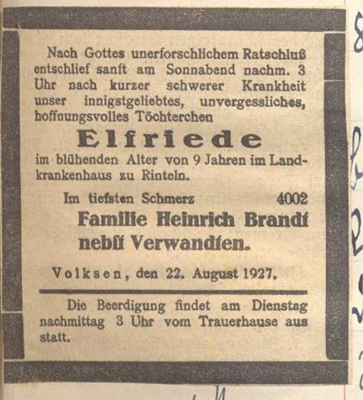 Nach Gottes unerforschlichem Ratschluß
entschlief sanft am Sonnabend nachm. 3
Uhr nach kurzer schwerer Krankheit
unser innigstgeliebtes, unvergessliches,
hoffnungsvolles Töchterchen
Elfriede
im blühenden Alter von 9 Jahren im Land-
krankenhaus zu Rinteln.
Im tiefsten Schmerz 4002
Familie Heinrich Brandt
nebst Verwandten.
Volksen, den 22. August 1927.
Die Beerdigung findet am Dienstag
nachmittag 3 Uhr vom Trauerhause aus
statt.